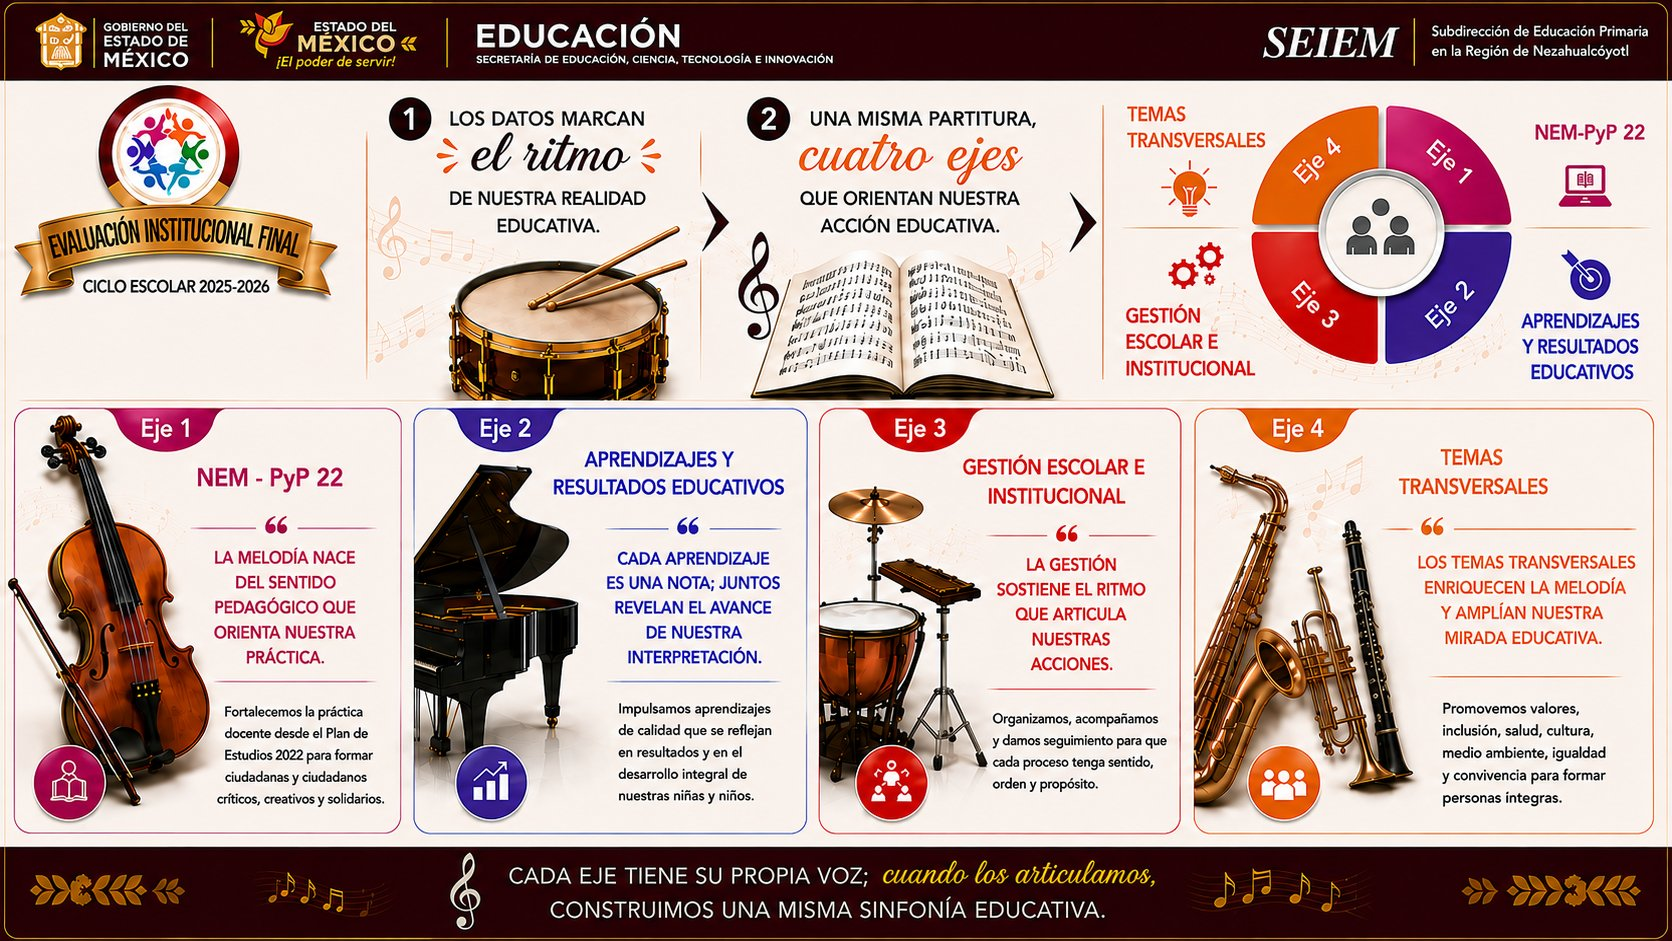 GOBIERNO DEL
ESTADO DE
MÉXICO
ESTADO DEL
MÉXICO
¡El poder de servir!
EDUCACIÓN
SECRETARÍA DE EDUCACIÓN, CIENCIA, TECNOLOGÍA E INNOVACIÓN
SEIEM
Subdirección de Educación Primaria
en la Región de Nezahualcóyotl
EVALUACIÓN INSTITUCIONAL FINAL
CICLO ESCOLAR 2025-2026
1
LOS DATOS MARCAN
el ritmo
DE NUESTRA REALIDAD
EDUCATIVA.
2
UNA MISMA PARTITURA,
cuatro ejes
QUE ORIENTAN NUESTRA
ACCIÓN EDUCATIVA.
TEMAS
TRANSVERSALES
Eje 4
Eje 1
NEM-PyP 22
GESTIÓN
ESCOLAR E
INSTITUCIONAL
Eje 3
Eje 2
APRENDIZAJES
Y RESULTADOS
EDUCATIVOS
Eje 1
NEM - PyP 22
“
LA MELODÍA NACE
DEL SENTIDO
PEDAGÓGICO QUE
ORIENTA NUESTRA
PRÁCTICA.
Fortalecemos la práctica
docente desde el Plan de
Estudios 2022 para formar
ciudadanas y ciudadanos
críticos, creativos y solidarios.
Eje 2
APRENDIZAJES Y
RESULTADOS EDUCATIVOS
“
CADA APRENDIZAJE
ES UNA NOTA; JUNTOS
REVELAN EL AVANCE
DE NUESTRA
INTERPRETACIÓN.
Impulsamos aprendizajes
de calidad que se reflejan
en resultados y en el
desarrollo integral de
nuestras niñas y niños.
Eje 3
GESTIÓN ESCOLAR E
INSTITUCIONAL
“
LA GESTIÓN
SOSTIENE EL RITMO
QUE ARTICULA
NUESTRAS
ACCIONES.
Organizamos, acompañamos
y damos seguimiento para que
cada proceso tenga sentido,
orden y propósito.
Eje 4
TEMAS
TRANSVERSALES
“
LOS TEMAS TRANSVERSALES
ENRIQUECEN LA MELODÍA
Y AMPLÍAN NUESTRA
MIRADA EDUCATIVA.
Promovemos valores,
inclusión, salud, cultura,
medio ambiente, igualdad
y convivencia para formar
personas íntegras.
CADA EJE TIENE SU PROPIA VOZ; cuando los articulamos,
CONSTRUIMOS UNA MISMA SINFONÍA EDUCATIVA.